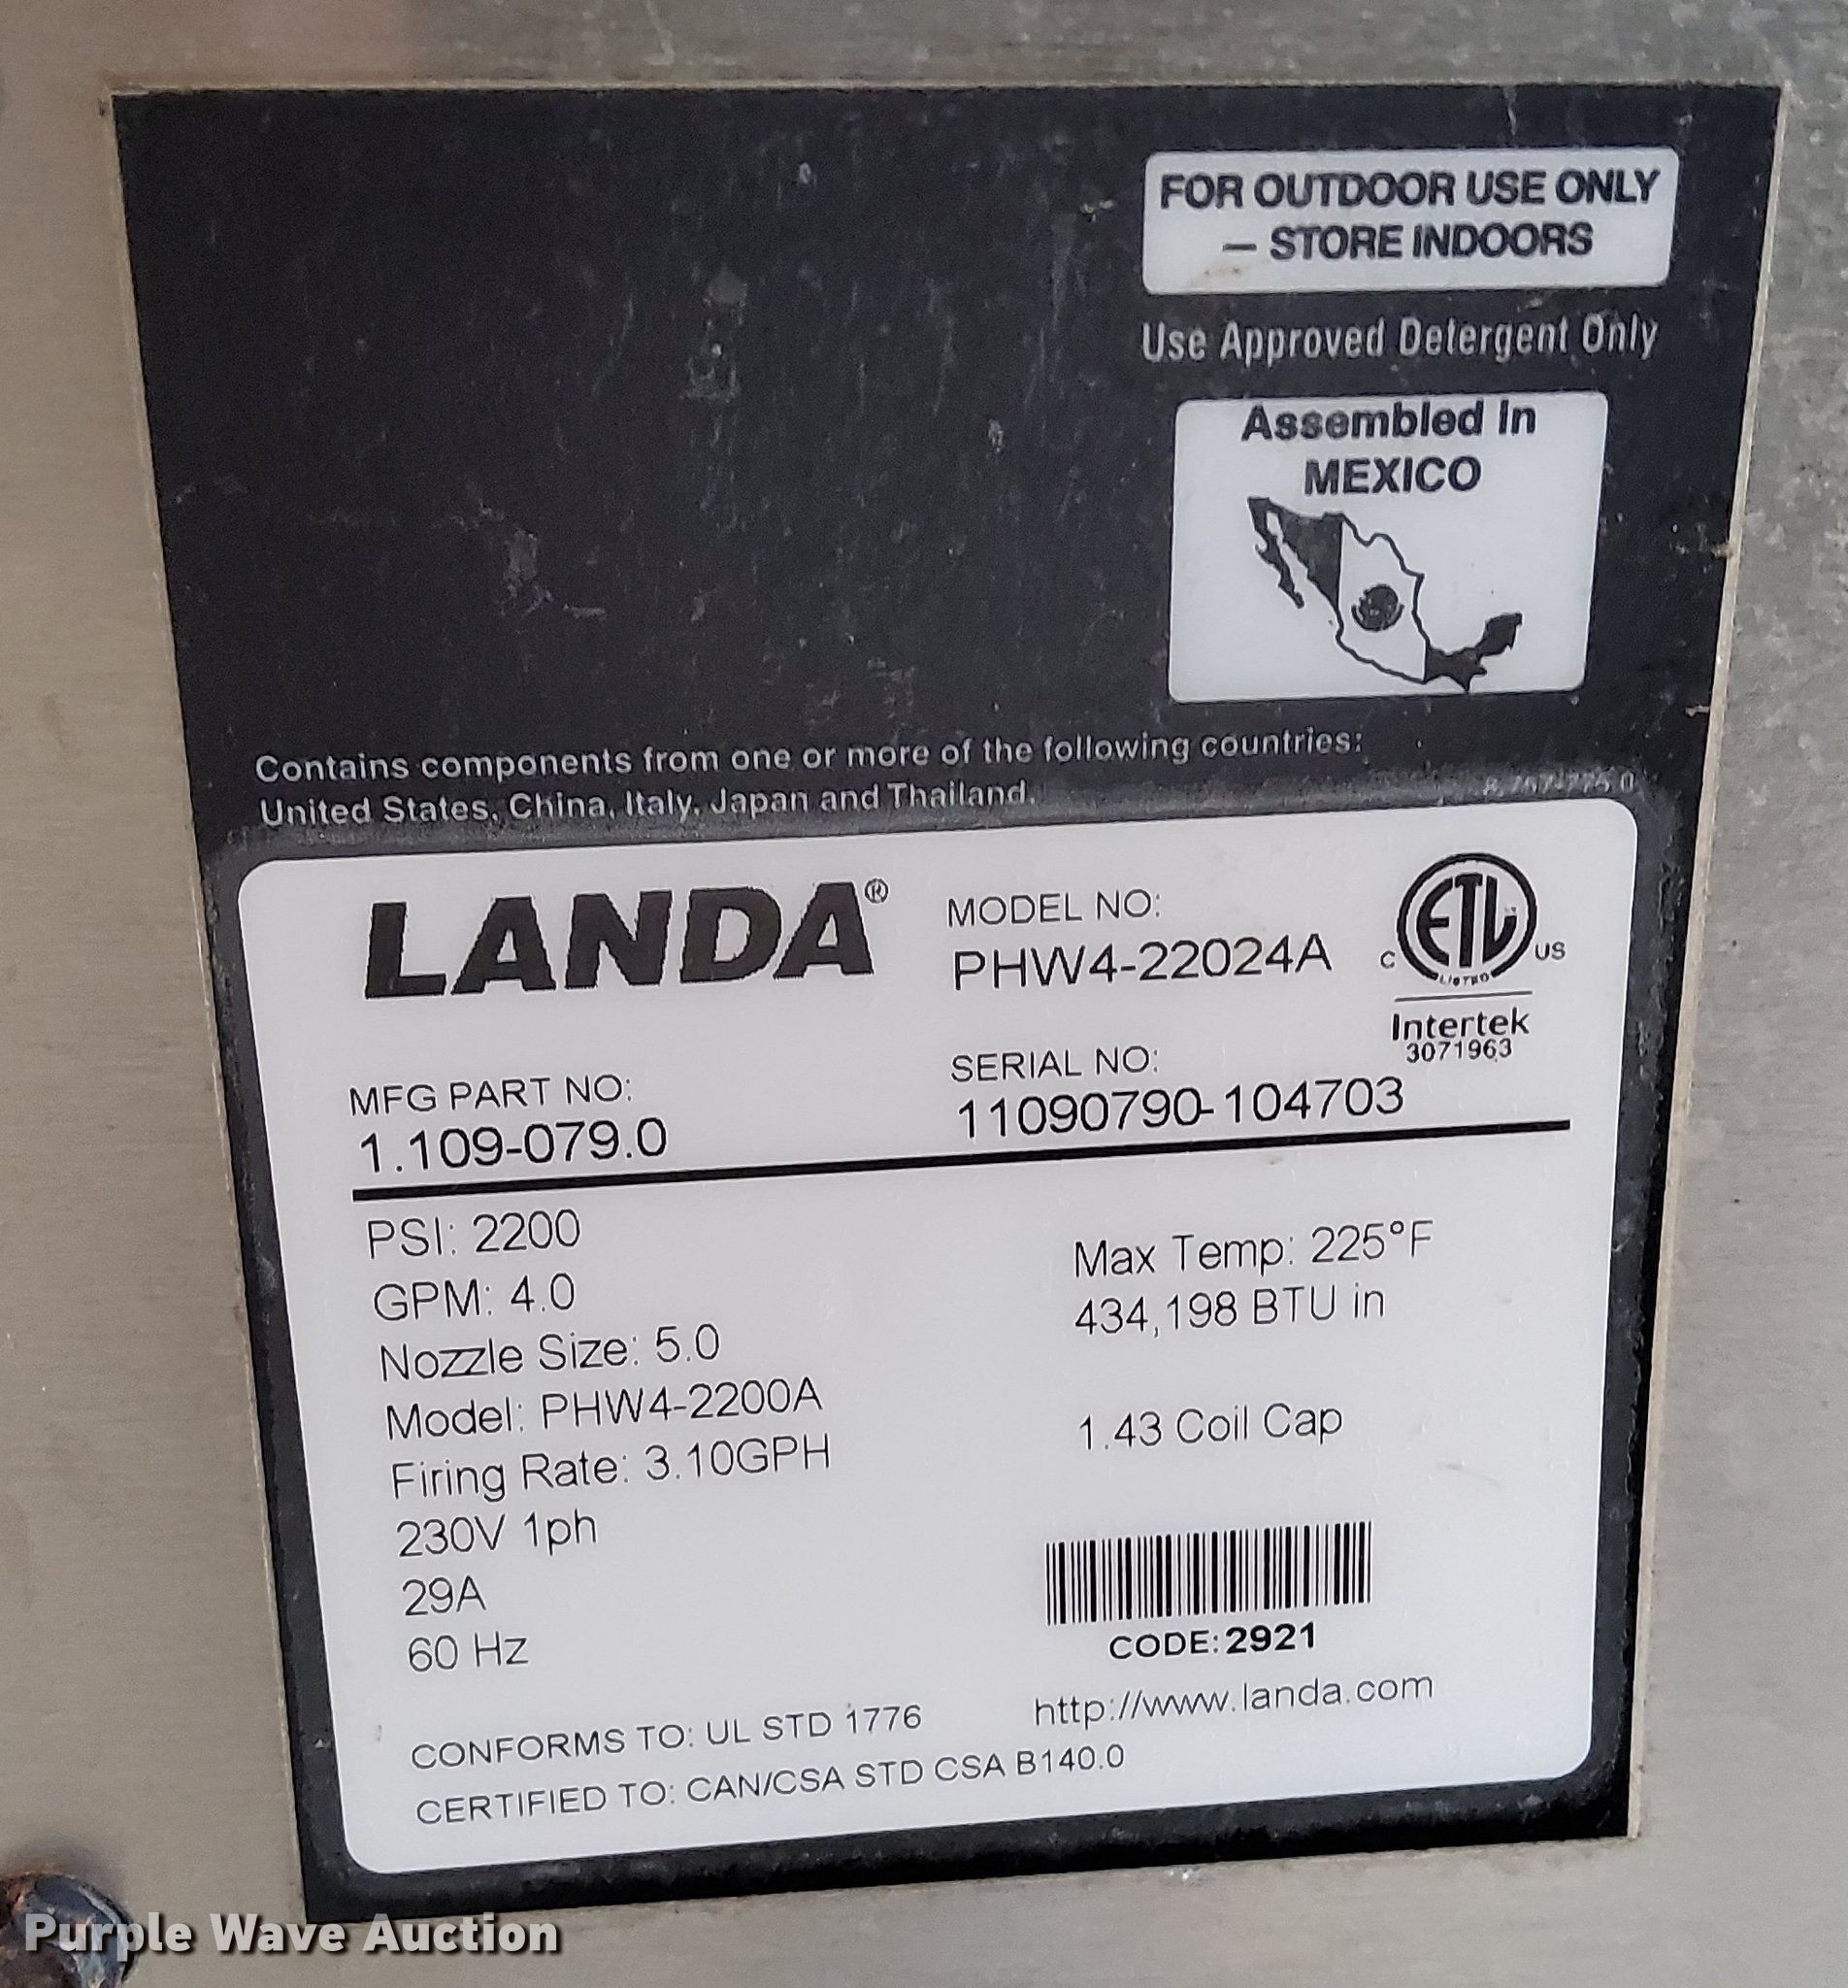 FOR OUTDOOR USE ONLY
— STORE INDOORS
Use Approved Detergent Only
Assembled in
MEXICO
Contains components from one or more of the following countries:
United States, China, Italy, Japan and Thailand.
LANDA®
MODEL NO:
PHW4-22024A
C ETL US
LISTED
Intertek
3071963
MFG PART NO:
1.109-079.0
SERIAL NO:
11090790-104703
PSI: 2200
GPM: 4.0
Nozzle Size: 5.0
Model: PHW4-2200A
Firing Rate: 3.10GPH
230V 1ph
29A
60 Hz
Max Temp: 225°F
434,198 BTU in
1.43 Coil Cap
CODE:2921
http://www.landa.com
CONFORMS TO: UL STD 1776
CERTIFIED TO: CAN/CSA STD CSA B140.0
Purple Wave Auction